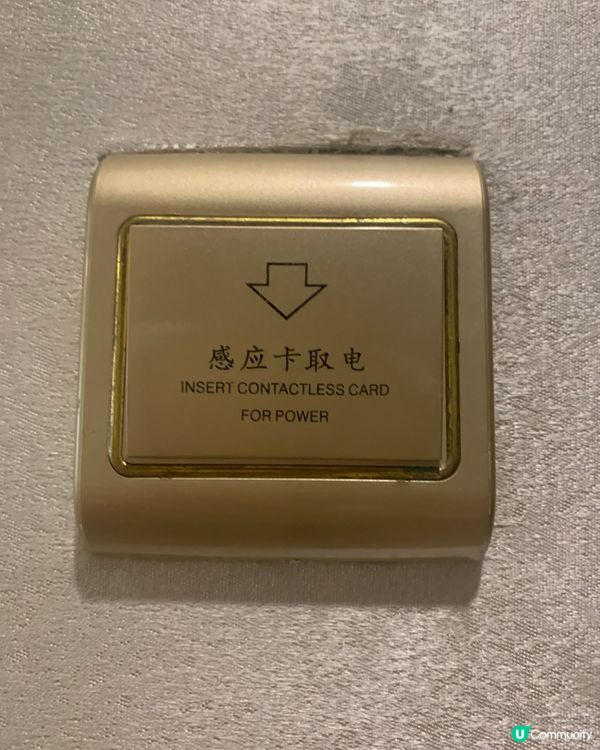 感应卡取电
INSERT CONTACTLESS CARD
FOR POWER
U Community